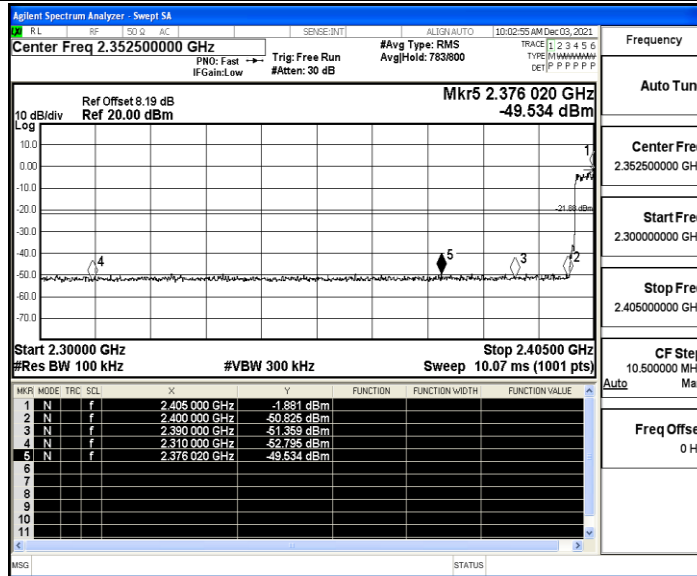 Agilent Spectrum Analyzer - Swept SA
RL RF 50 Ω AC SENSE:INT ALIGN AUTO 10:02:55 AM Dec 03, 2021
Center Freq 2.352500000 GHz
#Avg Type: RMS
TRACE 1 2 3 4 5 6
PNO: Fast
Trig: Free Run
Avg|Hold: 783/800
TYPE M
IFGain:Low
#Atten: 30 dB
DET P P P P P P
Ref Offset 8.19 dB
Mkr5 2.376 020 GHz
10 dB/div Ref 20.00 dBm
-49.534 dBm
Log
10.0
0.00
-10.0
-20.0
-30.0
-40.0
-50.0
-60.0
-70.0
1
-21.88 dBm
4
5
3
2
Start 2.30000 GHz Stop 2.40500 GHz
#Res BW 100 kHz #VBW 300 kHz Sweep 10.07 ms (1001 pts)
MKR MODE TRC SCL X Y FUNCTION FUNCTION WIDTH FUNCTION VALUE
1 N f 2.405 000 GHz -1.881 dBm
2 N f 2.400 000 GHz -50.825 dBm
3 N f 2.390 000 GHz -51.359 dBm
4 N f 2.310 000 GHz -52.795 dBm
5 N f 2.376 020 GHz -49.534 dBm
6
7
8
9
10
11
MSG STATUS
Frequency
Auto Tun
Center Fre
2.352500000 GH
Start Fre
2.300000000 GH
Stop Fre
2.405000000 GH
CF Ste
10.500000 MH
Auto Ma
Freq Offse
0 H